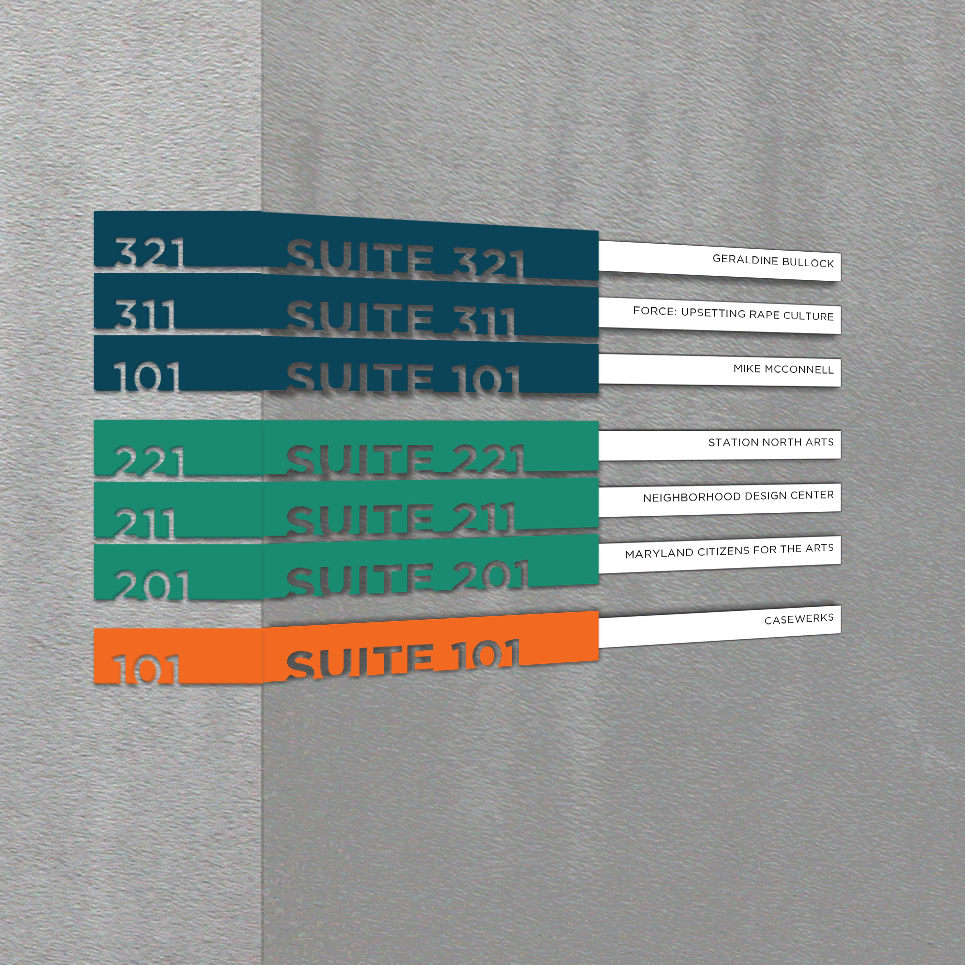 321 SUITE 321 GERALDINE BULLOCK
311 SUITE 311 FORCE: UPSETTING RAPE CULTURE
101 SUITE 101 MIKE MCCONNELL
221 SUITE 221 STATION NORTH ARTS
211 SUITE 211 NEIGHBORHOOD DESIGN CENTER
201 SUITE 201 MARYLAND CITIZENS FOR THE ARTS
101 SUITE 101 CASEWERKS